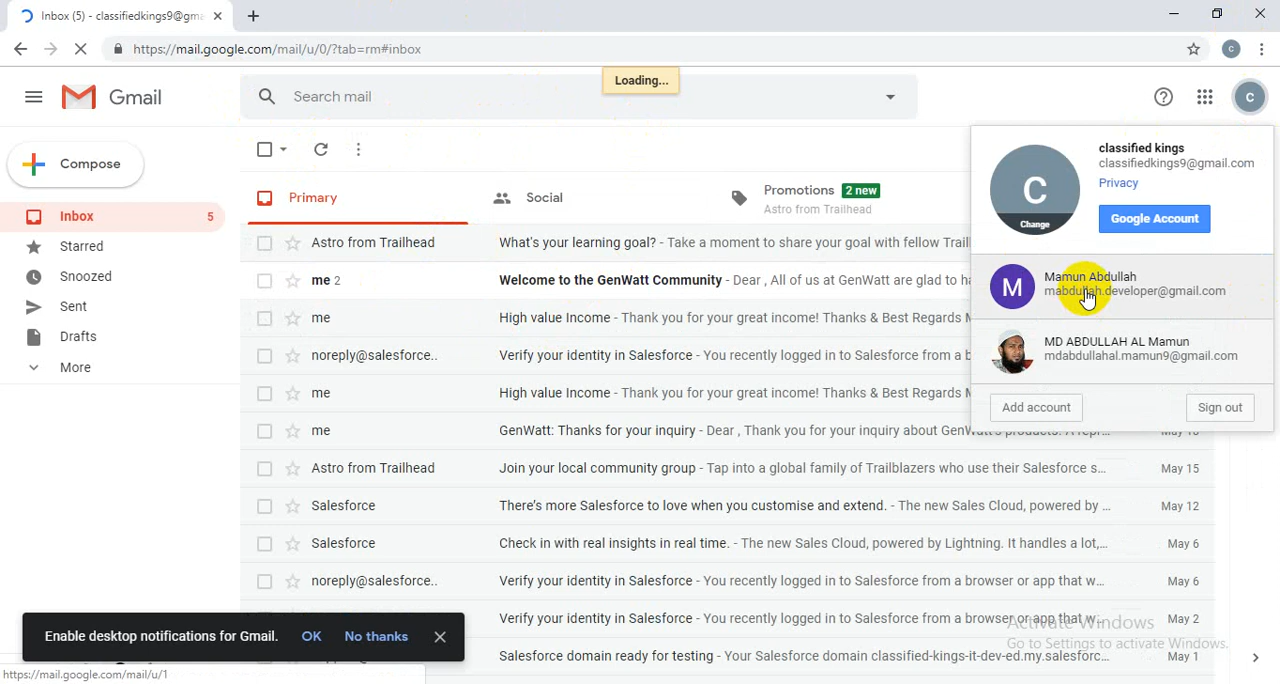 Inbox (5) - classifiedkings9@gma
https://mail.google.com/mail/u/0/?tab=rm#inbox
C
Loading...
Gmail
Search mail
C
Compose
Inbox 5
Starred
Snoozed
Sent
Drafts
More
Primary
Social
Promotions 2 new
Astro from Trailhead
classified kings
classifiedkings9@gmail.com
Privacy
C
Change
Google Account
M
Mamun Abdullah
mabdullah.developer@gmail.com
MD ABDULLAH AL Mamun
mdabdullahal.mamun9@gmail.com
Add account
Sign out
Astro from Trailhead What's your learning goal? - Take a moment to share your goal with fellow Trail
me 2 Welcome to the GenWatt Community - Dear , All of us at GenWatt are glad to
me High value Income - Thank you for your great income! Thanks & Best Regards
noreply@salesforce.. Verify your identity in Salesforce - You recently logged in to Salesforce from a
me High value Income - Thank you for your great income! Thanks & Best Regards
me GenWatt: Thanks for your inquiry - Dear , Thank you for your inquiry about
Astro from Trailhead Join your local community group - Tap into a global family of Trailblazers who use their Salesforce s... May 15
Salesforce There's more Salesforce to love when you customise and extend. - The new Sales Cloud, powered by ... May 12
Salesforce Check in with real insights in real time. - The new Sales Cloud, powered by Lightning. It handles a lot,... May 6
noreply@salesforce.. Verify your identity in Salesforce - You recently logged in to Salesforce from a browser or app that w... May 6
Verify your identity in Salesforce - You recently logged in to Salesforce from a browser or app that w... May 2
Salesforce domain ready for testing - Your Salesforce domain classified-kings-it-dev-ed.my.salesforc... May 1
Enable desktop notifications for Gmail. OK No thanks
Activate Windows
Go to Settings to activate Windows.
https://mail.google.com/mail/u/1